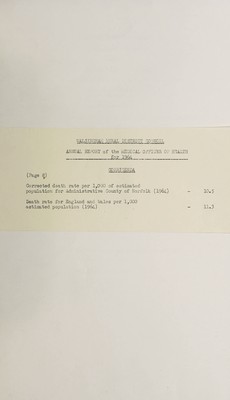 WALSINGHAM RURAL DISTRICT COUNCIL
ANNUAL REPORT of the MEDICAL OFFICER OF HEALTH
for 1964
(Page 6)
Corrected death rate per 1,000 of estimated
population for Administrative County of Norfolk (1964) - 10.5
Death rate for England and Wales per 1,000
estimated population (1964) - 11.3